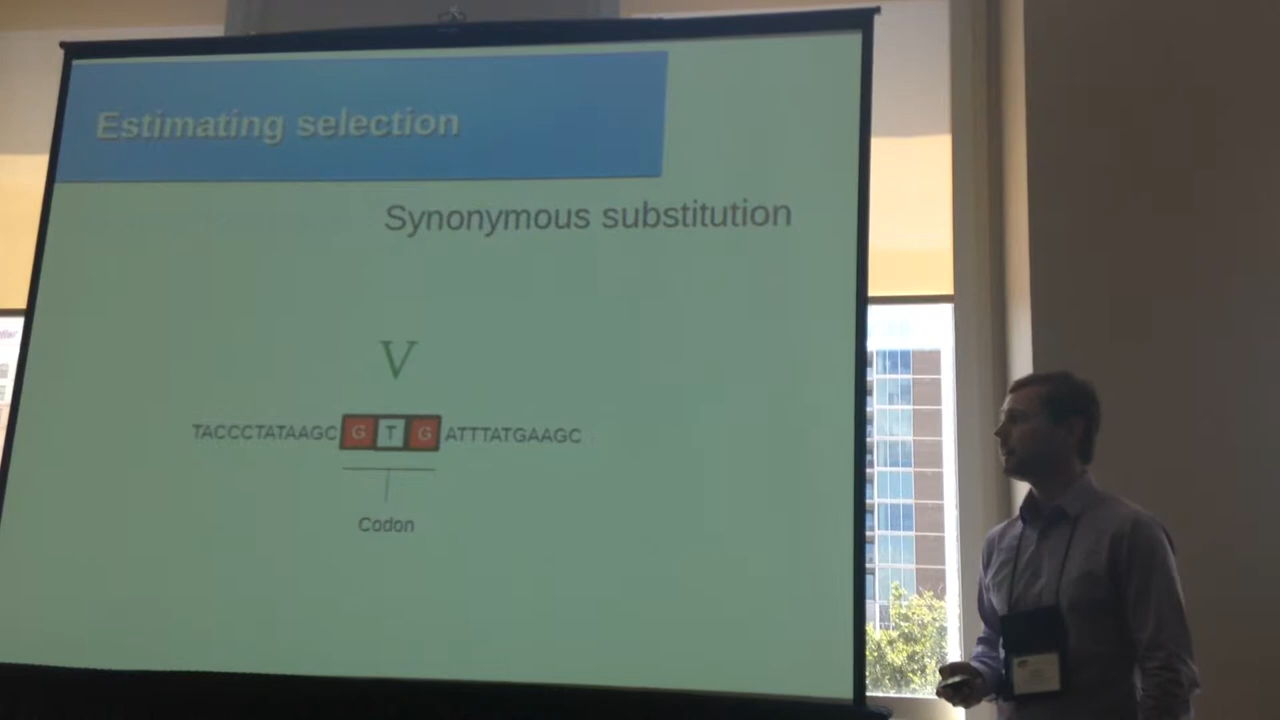 Estimating selection
Synonymous substitution
V
TACCCTATAAGC G T G ATTTATGAAGC
Codon